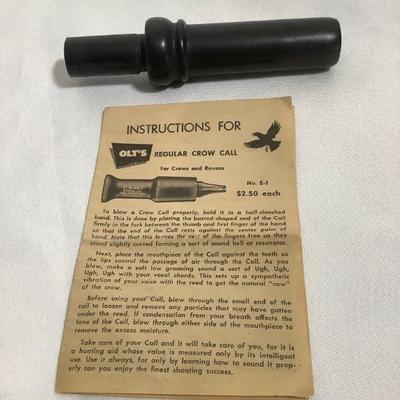 INSTRUCTIONS FOR
OLT'S REGULAR CROW CALL
For Crows and Ravens
No. E-1
$2.50 each
To blow a Crow Call properly, hold it in a half-clenched
hand. This is done by placing the barrel-shaped end of the Call
firmly in the fork between the thumb and first finger of the hand
so that the end of the Call rests against the center palm of
hand. Note that this leaves the rest of the fingers free as they
stand slightly curved forming a sort of sound bell or resonator.
Next, place the mouthpiece of the Call against the teeth so
the lips control the passage of air through the Call. As you
blow, make a soft low groaning sound a sort of Ugh, Ugh,
Ugh, Ugh with your vocal chords. This sets up a sympathetic
vibration of your voice with the reed to get the natural "caw"
of the crow.
Before using your Call, blow through the small end of the
call to loosen and remove any particles that may have gotten
under the reed. If condensation from your breath affects the
tone of the Call, blow through either side of the mouthpiece to
remove the excess moisture.
Take care of your Call and it will take care of you, for it is
a hunting aid whose value is measured only by its intelligent
use. Use it always, for only by learning how to sound it prop-
erly can you enjoy the finest shooting success.